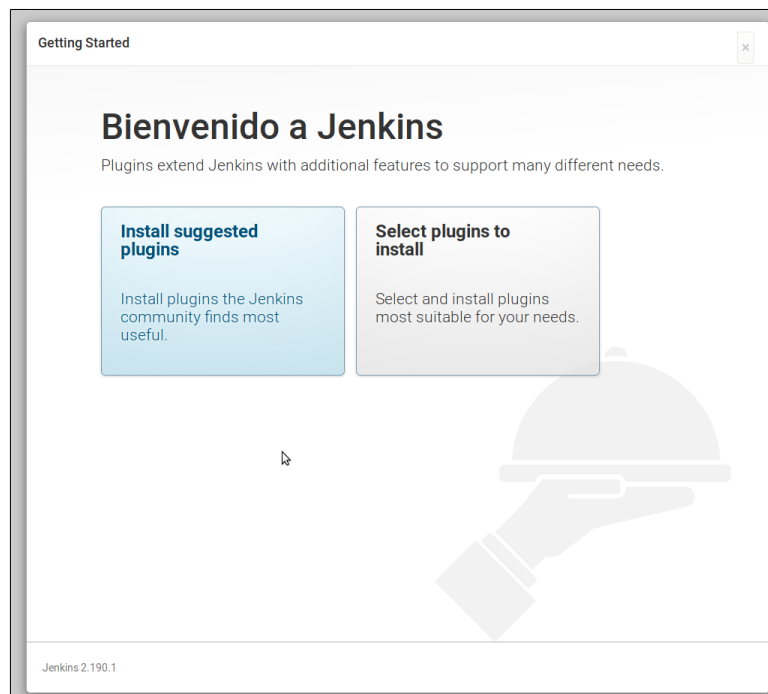 Getting Started
×
Bienvenido a Jenkins
Plugins extend Jenkins with additional features to support many different needs.
Install suggested
plugins
Install plugins the Jenkins
community finds most
useful.
Select plugins to
install
Select and install plugins
most suitable for your needs.
Jenkins 2.190.1